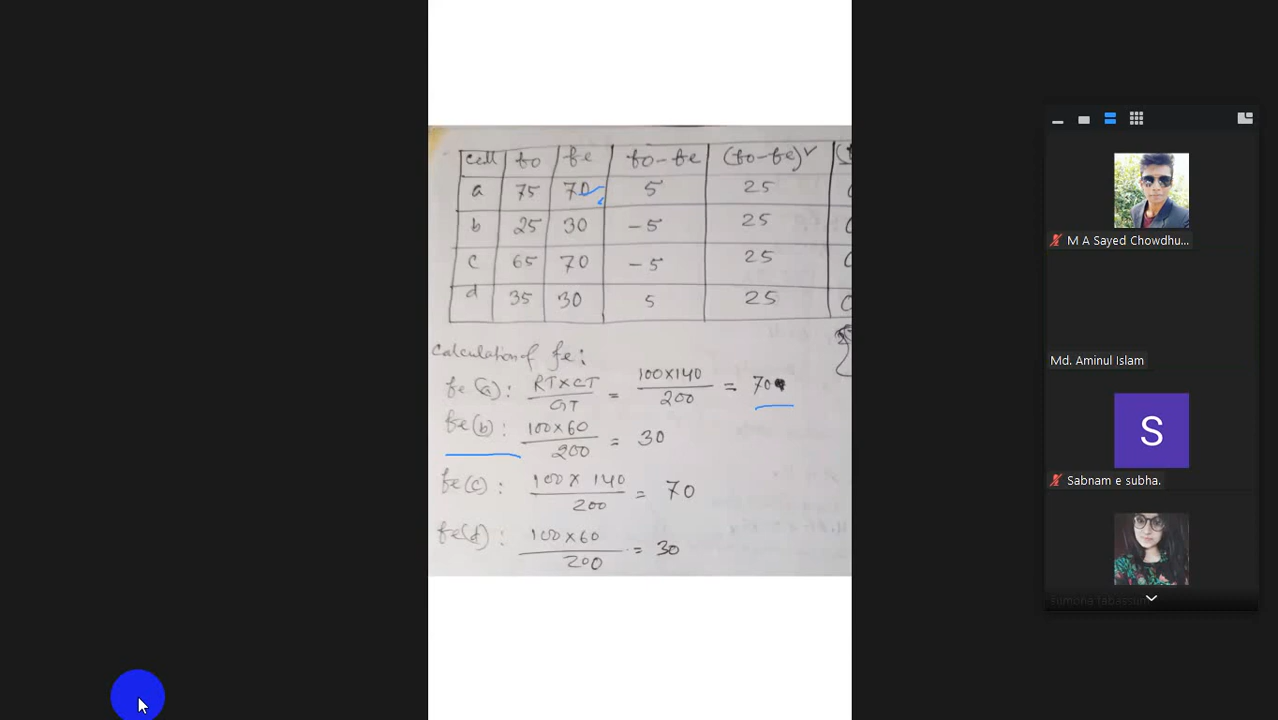 cell fo fe fo-fe (fo-fe)✓
a 75 70 5 25
b 25 30 -5 25
c 65 70 -5 25
d 35 30 5 25
Calculation of fe:
fe(a): RT×CT/GT = 100×140/200 = 70
fe(b): 100×60/200 = 30
fe(c): 100×140/200 = 70
fe(d): 100×60/200 = 30
M A Sayed Chowdhu...
Md. Aminul Islam
S
Sabnam e subha.